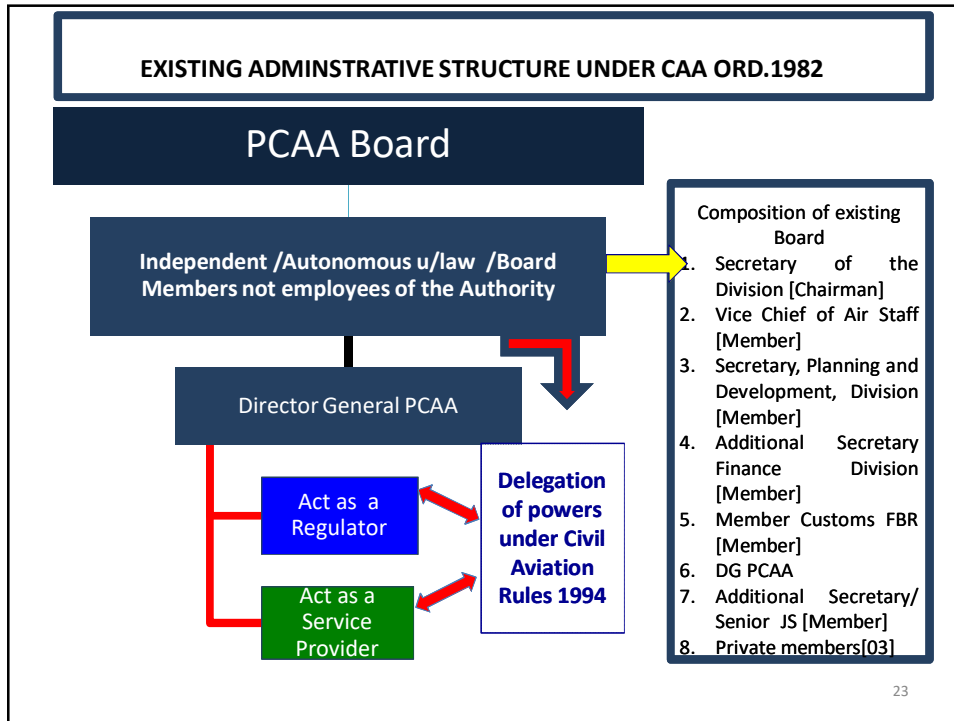 EXISTING ADMINSTRATIVE STRUCTURE UNDER CAA ORD.1982
PCAA Board
Independent /Autonomous u/law /Board
Members not employees of the Authority
Director General PCAA
Act as a
Regulator
Act as a
Service
Provider
Delegation
of powers
under Civil
Aviation
Rules 1994
Composition of existing
Board
1. Secretary of the
Division [Chairman]
2. Vice Chief of Air Staff
[Member]
3. Secretary, Planning and
Development, Division
[Member]
4. Additional Secretary
Finance Division
[Member]
5. Member Customs FBR
[Member]
6. DG PCAA
7. Additional Secretary/
Senior JS [Member]
8. Private members[03]
23